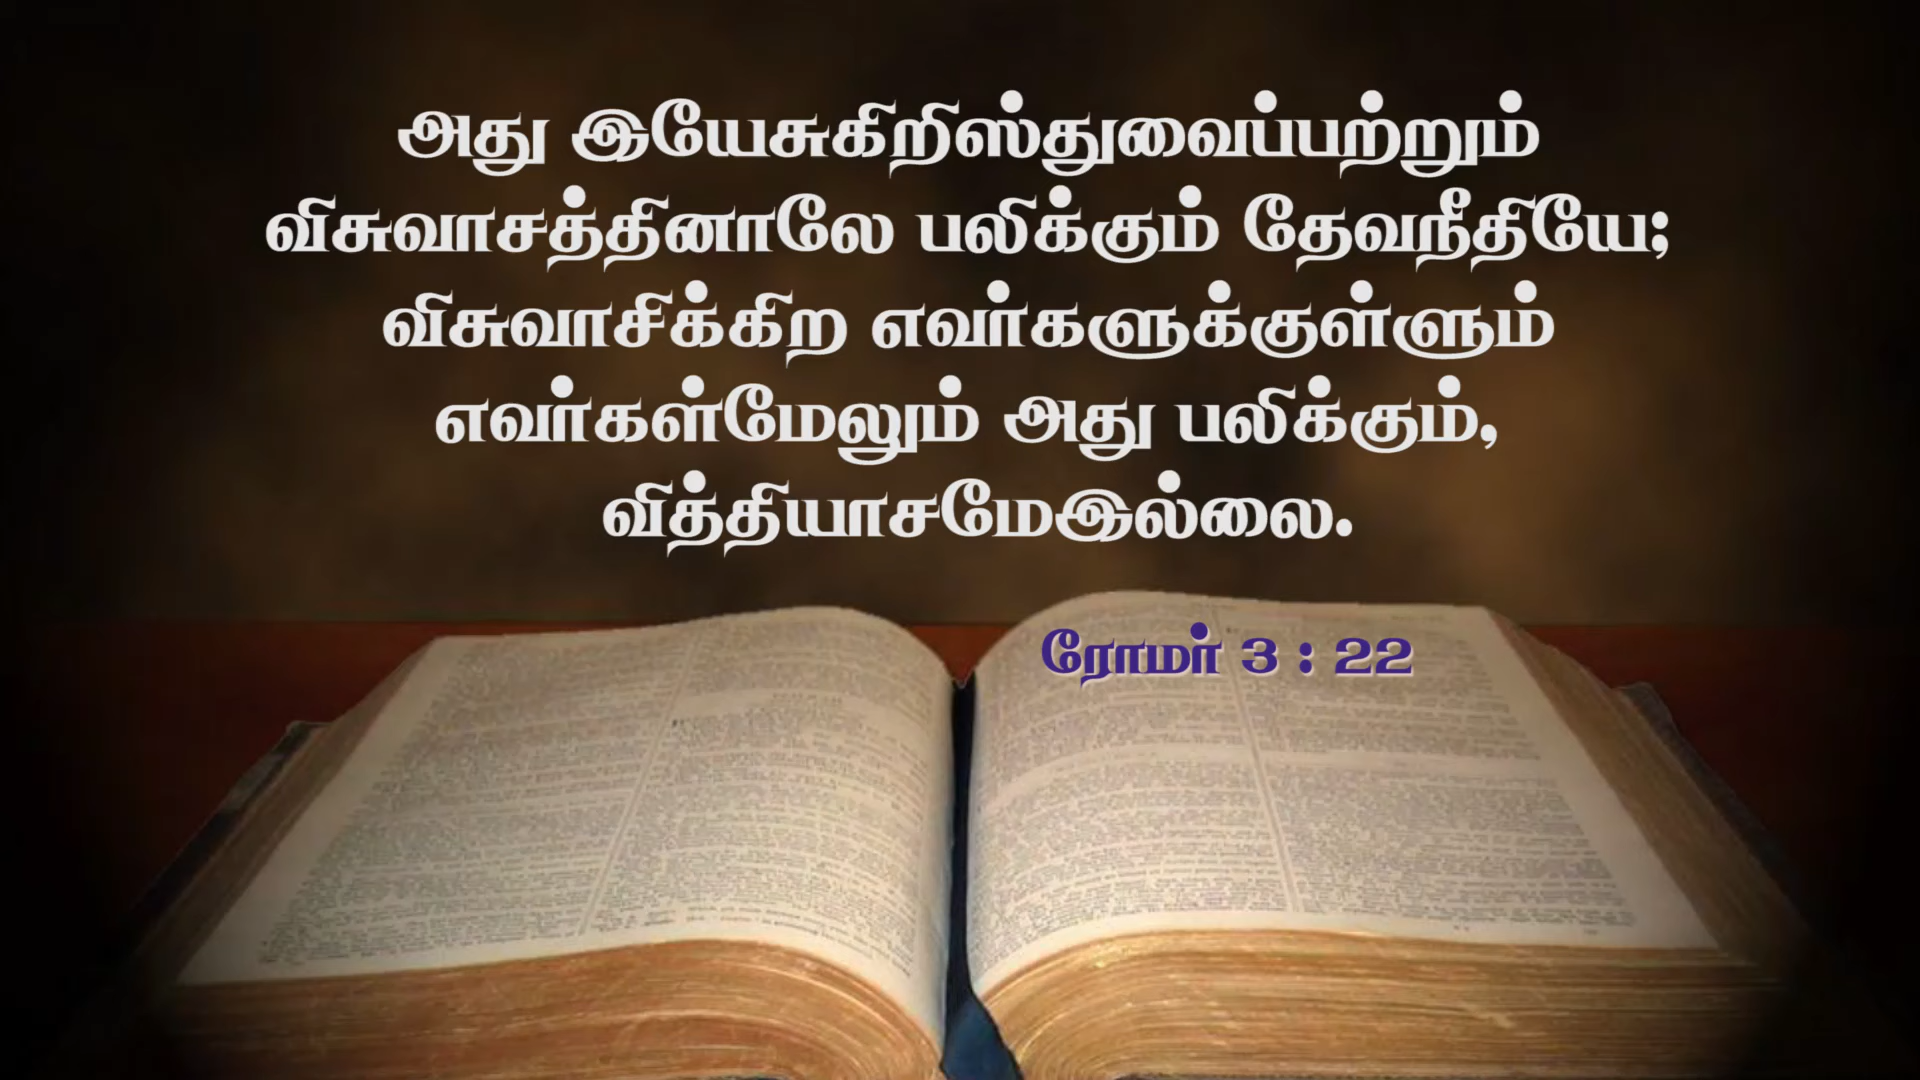 அது இயேசுகிறிஸ்துவைப்பற்றும்
விசுவாசத்தினாலே பலிக்கும் தேவநீதியே;
விசுவாசிக்கிற எவர்களுக்குள்ளும்
எவர்கள்மேலும் அது பலிக்கும்,
வித்தியாசமேஇல்லை.
ரோமர் 3 : 22